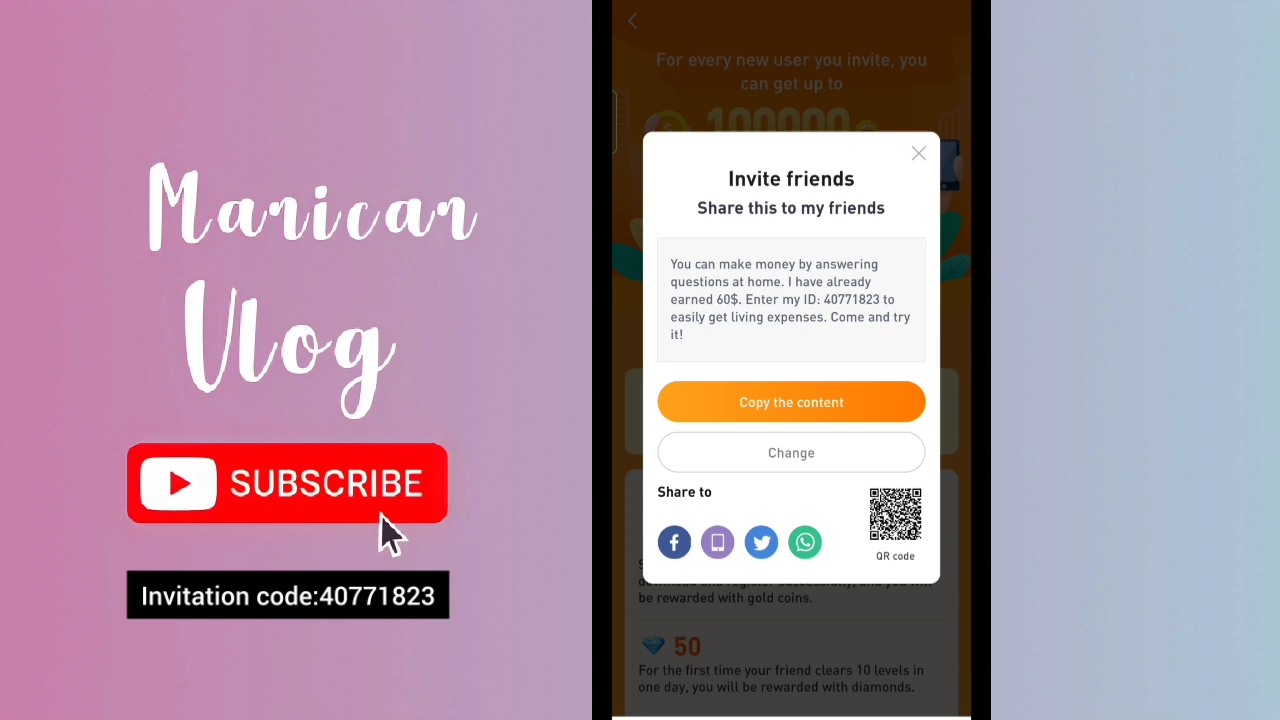 Manican
Vlog
SUBSCRIBE
Invitation code:40771823
For every new user you invite, you
can get up to
100000
Invite friends
Share this to my friends
You can make money by answering
questions at home. I have already
earned 60$. Enter my ID: 40771823 to
easily get living expenses. Come and try
it!
Copy the content
Change
Share to
QR code
be rewarded with gold coins.
50
For the first time your friend clears 10 levels in
one day, you will be rewarded with diamonds.